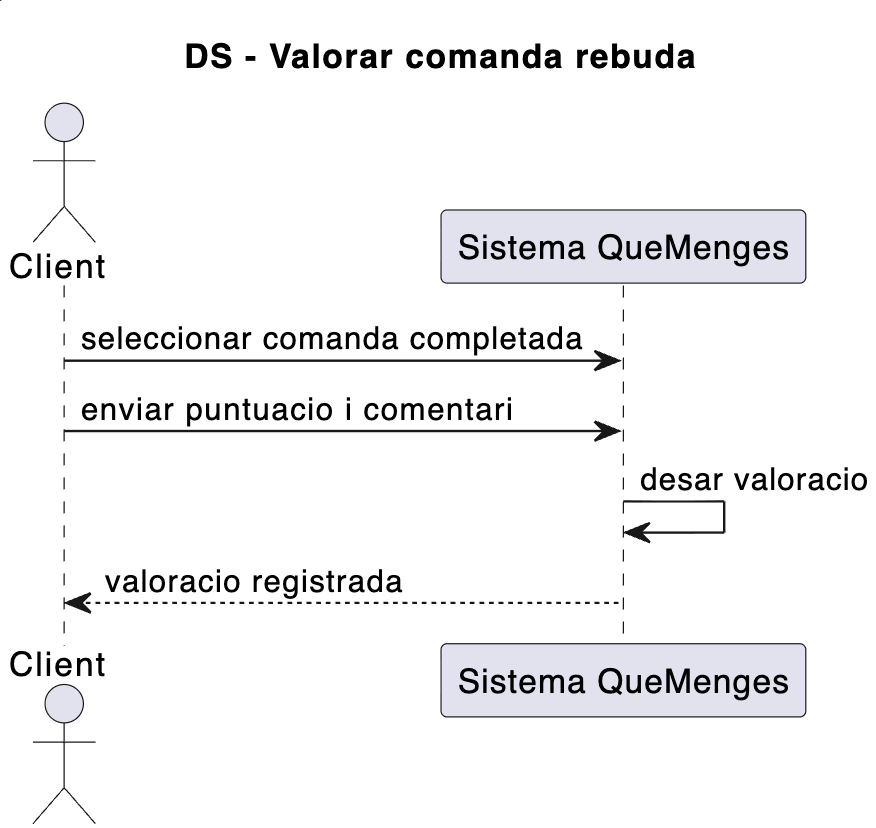 DS - Valorar comanda rebuda
Client
Sistema QueMenges
seleccionar comanda completada
enviar puntuacio i comentari
desar valoracio
valoracio registrada
Client
Sistema QueMenges